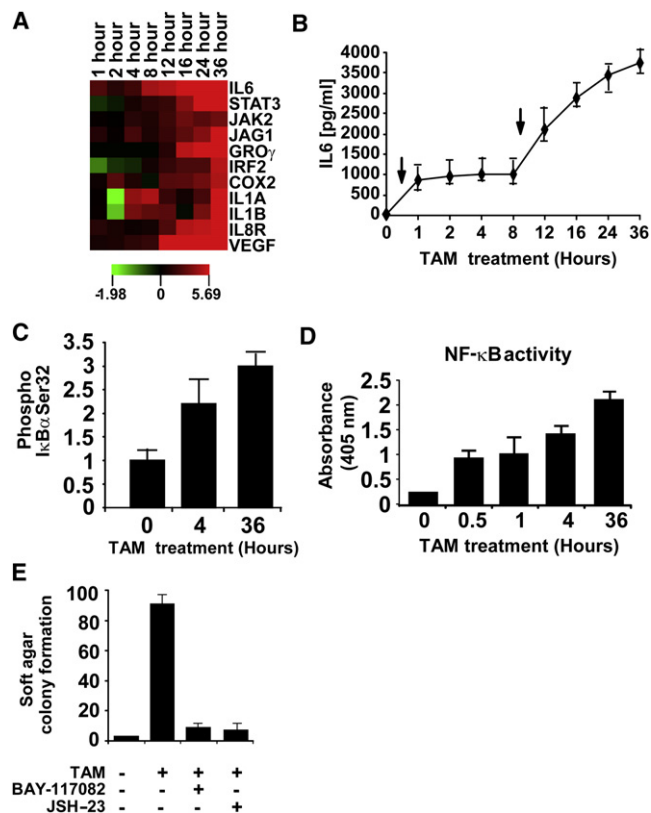 A
1 hour
2 hour
4 hour
8 hour
12 hour
16 hour
24 hour
36 hour
IL6
STAT3
JAK2
JAG1
GROγ
IRF2
COX2
IL1A
IL1B
IL8R
VEGF
-1.98 0 5.69
B
IL6 [pg/ml]
4000
3500
3000
2500
2000
1500
1000
500
0
0 1 2 4 8 12 16 24 36
TAM treatment (Hours)
C
Phospho
IκBαSer32
3.5
3
2.5
2
1.5
1
0.5
0
0 4 36
TAM treatment (Hours)
D
NF-κB activity
Absorbance
(405 nm)
2.5
2
1.5
1
0.5
0
0 0.5 1 4 36
TAM treatment (Hours)
E
Soft agar
colony formation
100
80
60
40
20
0
TAM - + + +
BAY-117082 - - + -
JSH-23 - - - +